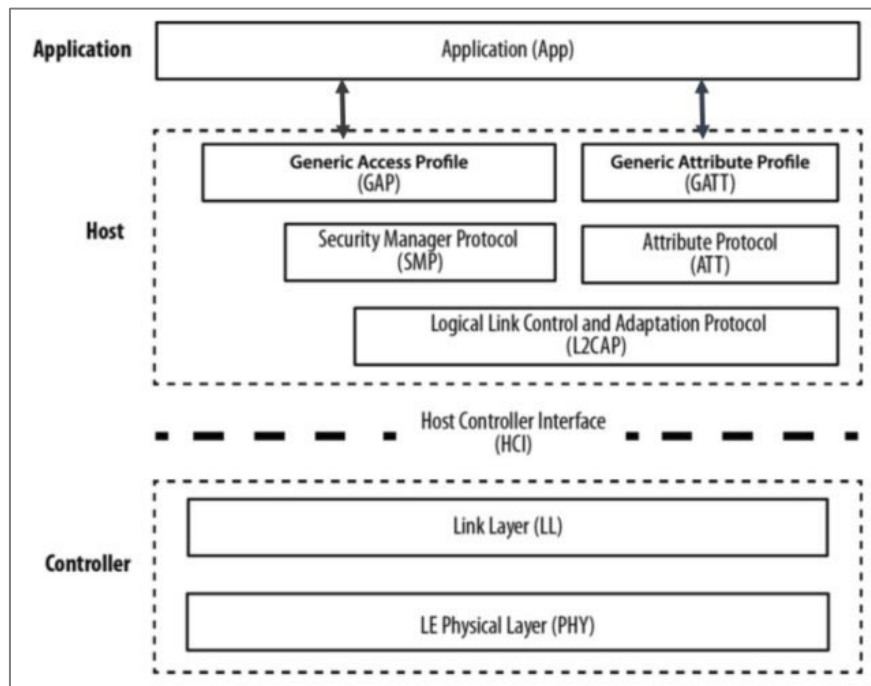 Application
Application (App)
Generic Access Profile
(GAP)
Generic Attribute Profile
(GATT)
Host
Security Manager Protocol
(SMP)
Attribute Protocol
(ATT)
Logical Link Control and Adaptation Protocol
(L2CAP)
Host Controller Interface
(HCI)
Link Layer (LL)
Controller
LE Physical Layer (PHY)